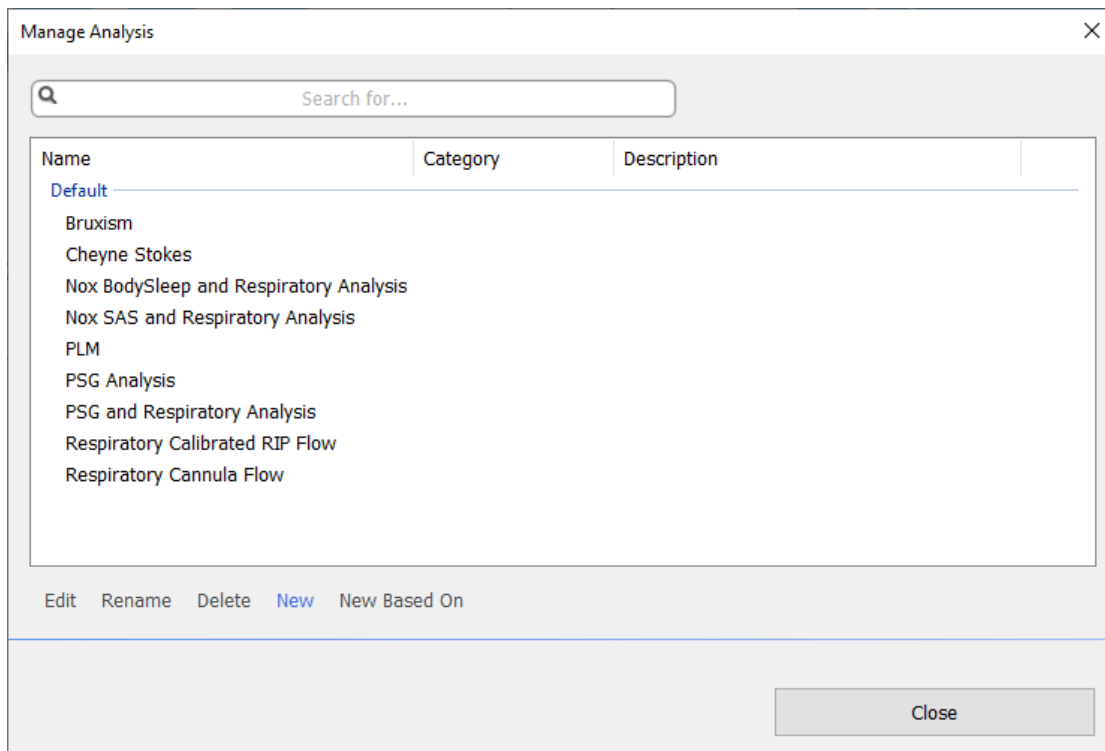 Manage Analysis
Search for...
Name Category Description
Default
Bruxism
Cheyne Stokes
Nox BodySleep and Respiratory Analysis
Nox SAS and Respiratory Analysis
PLM
PSG Analysis
PSG and Respiratory Analysis
Respiratory Calibrated RIP Flow
Respiratory Cannula Flow
Edit Rename Delete New New Based On
Close